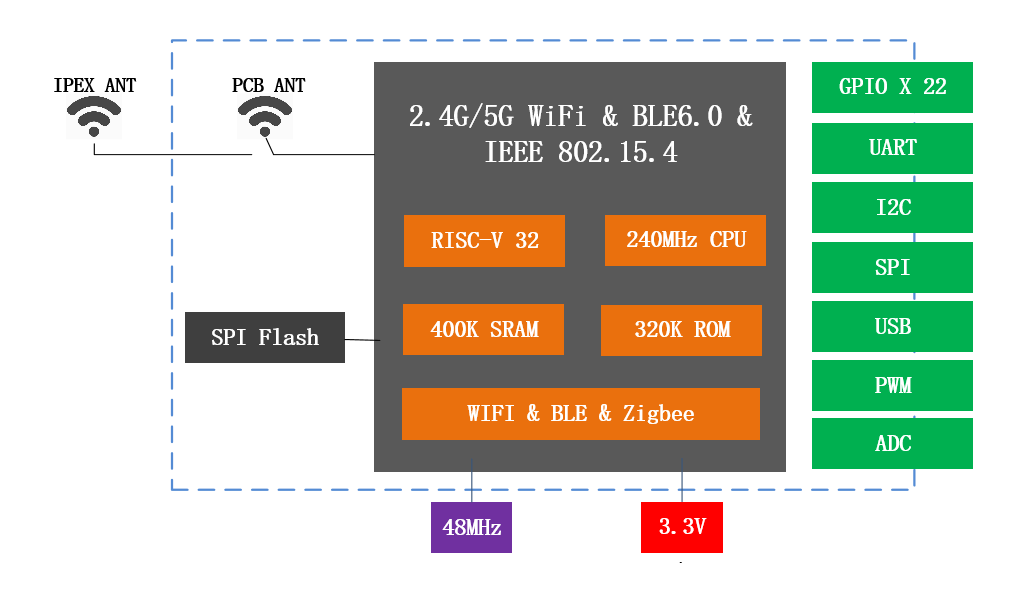 IPEX ANT
PCB ANT
2.4G/5G WiFi & BLE6.0 &
IEEE 802.15.4
RISC-V 32
240MHz CPU
400K SRAM
320K ROM
WIFI & BLE & Zigbee
SPI Flash
GPIO X 22
UART
I2C
SPI
USB
PWM
ADC
48MHz
3.3V